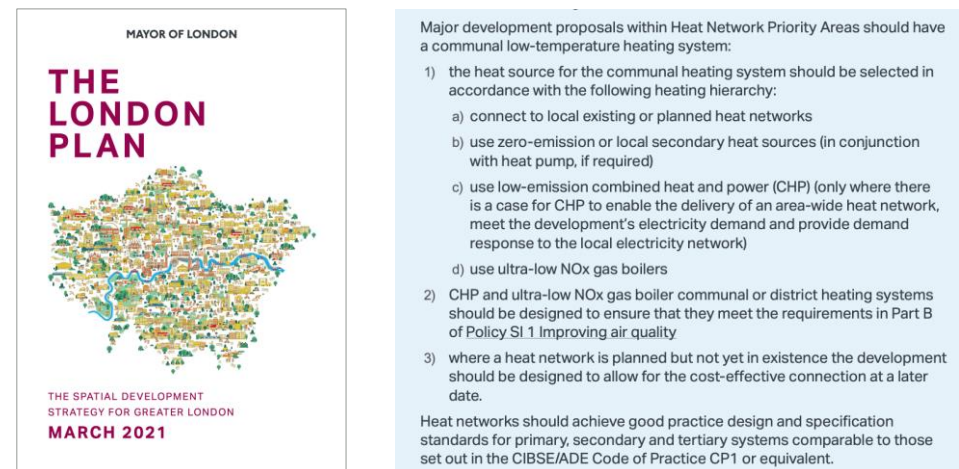 MAYOR OF LONDON
THE
LONDON
PLAN
THE SPATIAL DEVELOPMENT
STRATEGY FOR GREATER LONDON
MARCH 2021
Major development proposals within Heat Network Priority Areas should have
a communal low-temperature heating system:
1) the heat source for the communal heating system should be selected in
accordance with the following heating hierarchy:
a) connect to local existing or planned heat networks
b) use zero-emission or local secondary heat sources (in conjunction
with heat pump, if required)
c) use low-emission combined heat and power (CHP) (only where there
is a case for CHP to enable the delivery of an area-wide heat network,
meet the development's electricity demand and provide demand
response to the local electricity network)
d) use ultra-low NOx gas boilers
2) CHP and ultra-low NOx gas boiler communal or district heating systems
should be designed to ensure that they meet the requirements in Part B
of Policy SI 1 Improving air quality
3) where a heat network is planned but not yet in existence the development
should be designed to allow for the cost-effective connection at a later
date.
Heat networks should achieve good practice design and specification
standards for primary, secondary and tertiary systems comparable to those
set out in the CIBSE/ADE Code of Practice CP1 or equivalent.